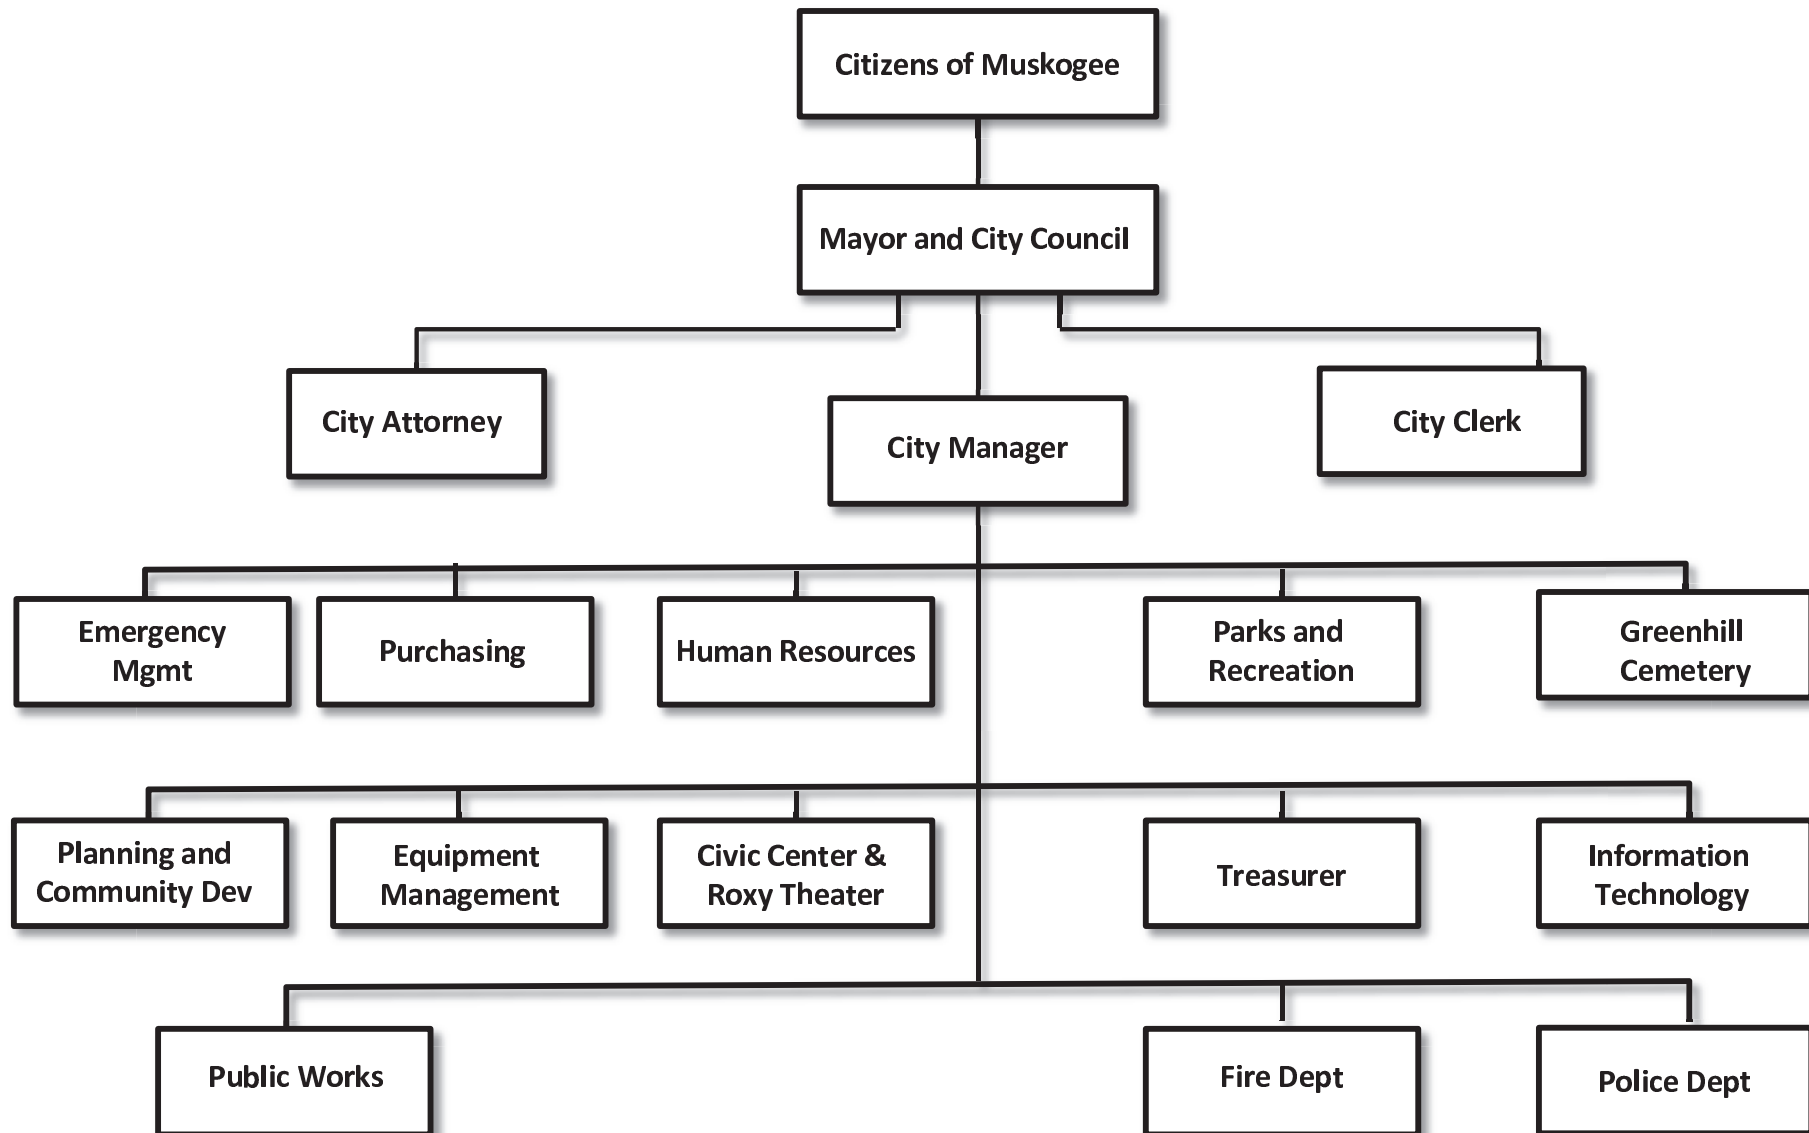 Citizens of Muskogee
Mayor and City Council
City Attorney
City Manager
City Clerk
Emergency
Mgmt
Purchasing
Human Resources
Parks and
Recreation
Greenhill
Cemetery
Planning and
Community Dev
Equipment
Management
Civic Center &
Roxy Theater
Treasurer
Information
Technology
Public Works
Fire Dept
Police Dept